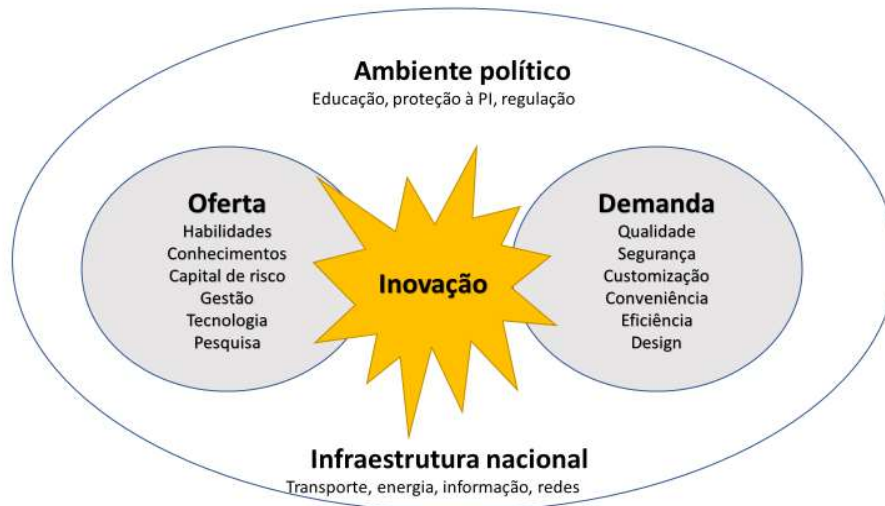 Ambiente político
Educação, proteção à PI, regulação
Oferta
Habilidades
Conhecimentos
Capital de risco
Gestão
Tecnologia
Pesquisa
Inovação
Demanda
Qualidade
Segurança
Customização
Conveniência
Eficiência
Design
Infraestrutura nacional
Transporte, energia, informação, redes